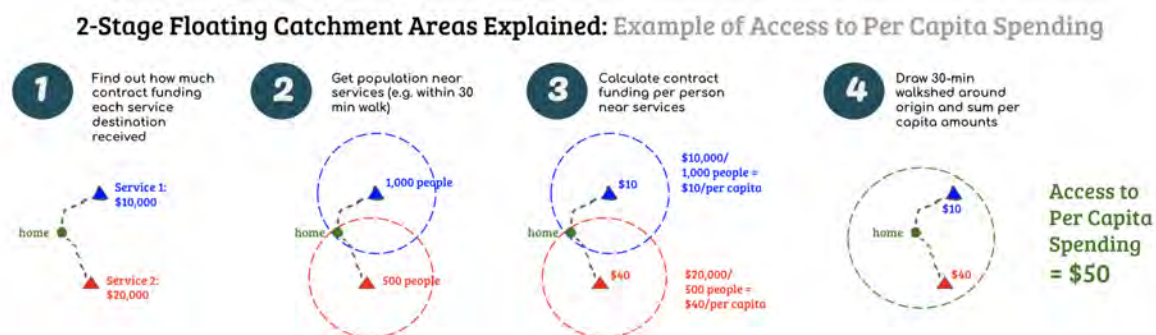 2-Stage Floating Catchment Areas Explained: Example of Access to Per Capita Spending
1
Find out how much
contract funding
each service
destination
received
Service 1:
$10,000
home
Service 2:
$20,000
2
Get population near
services (e.g. within 30
min walk)
1,000 people
home
500 people
3
Calculate contract
funding per person
near services
$10,000/
1,000 people =
$10/per capita
$10
home
$40
$20,000/
500 people =
$40/per capita
4
Draw 30-min
walkshed around
origin and sum per
capita amounts
$10
home
$40
Access to
Per Capita
Spending
= $50